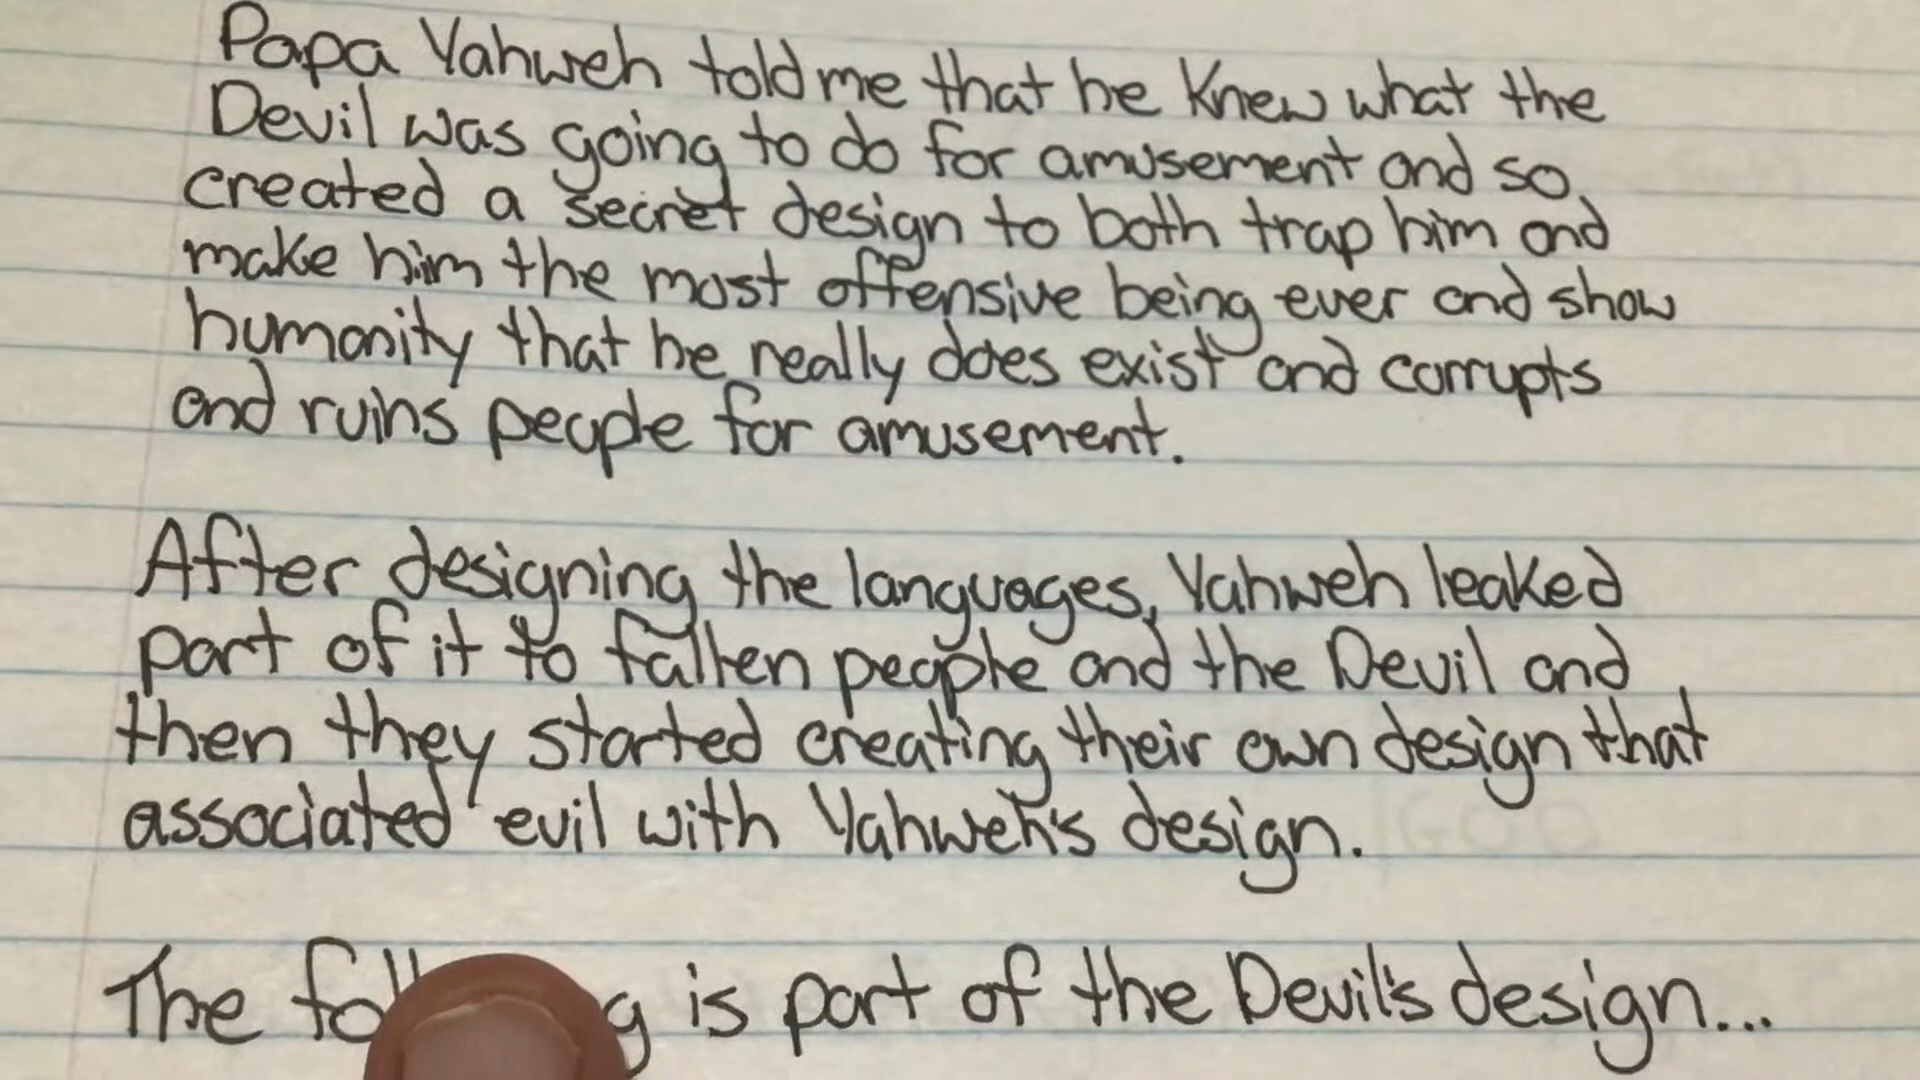 Papa Yahweh told me that he knew what the
Devil was going to do for amusement and so
created a secret design to both trap him and
make him the most offensive being ever and show
humanity that he really does exist and corrupts
and ruins people for amusement.
After designing the languages, Yahweh leaked
part of it to fallen people and the Devil and
then they started creating their own design that
associated evil with Yahweh's design.
The is part of the Devil's design...